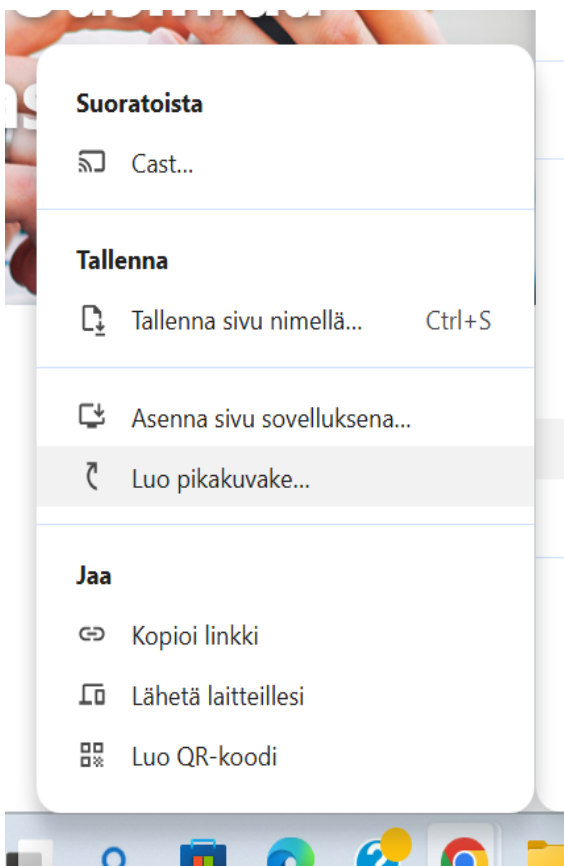 Suoratoista
Cast...
Tallenna
Tallenna sivu nimellä... Ctrl+S
Asenna sivu sovelluksena...
Luo pikakuvake...
Jaa
Kopioi linkki
Lähetä laitteillesi
Luo QR-koodi